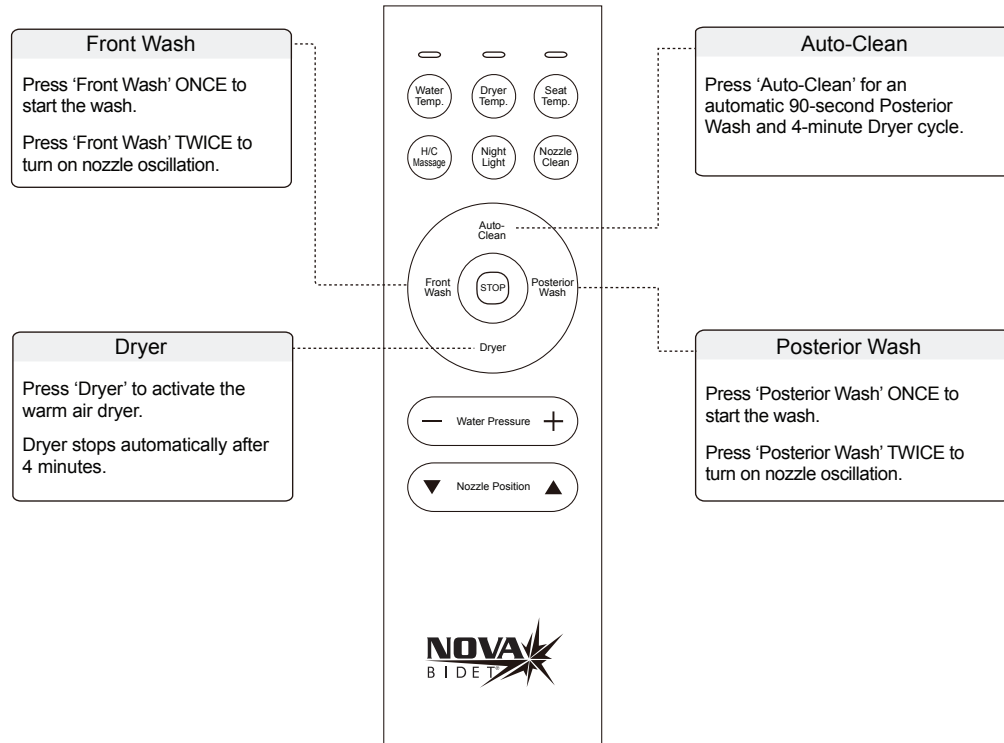 Front Wash
Press ‘Front Wash’ ONCE to
start the wash.
Press ‘Front Wash’ TWICE to
turn on nozzle oscillation.
Dryer
Press ‘Dryer’ to activate the
warm air dryer.
Dryer stops automatically after
4 minutes.
Water
Temp.
Dryer
Temp.
Seat
Temp.
H/C
Massage
Night
Light
Nozzle
Clean
Auto-
Clean
Front
Wash
STOP
Posterior
Wash
Dryer
Water Pressure
Nozzle Position
NOVA
BIDET®
Auto-Clean
Press ‘Auto-Clean’ for an
automatic 90-second Posterior
Wash and 4-minute Dryer cycle.
Posterior Wash
Press ‘Posterior Wash’ ONCE to
start the wash.
Press ‘Posterior Wash’ TWICE to
turn on nozzle oscillation.